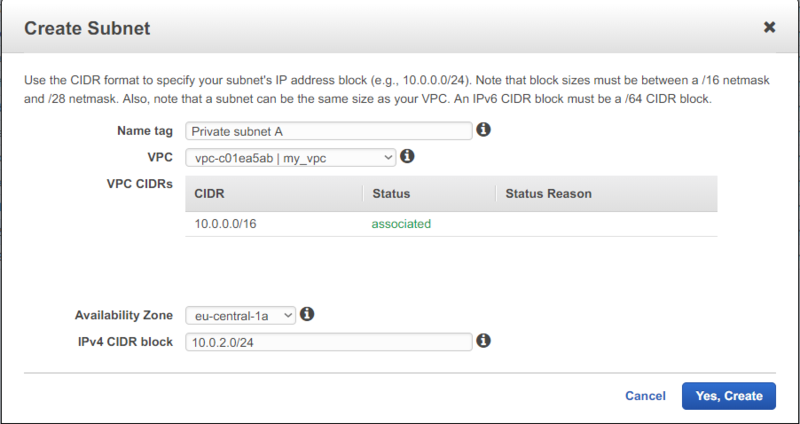 Create Subnet
Use the CIDR format to specify your subnet's IP address block (e.g., 10.0.0.0/24). Note that block sizes must be between a /16 netmask
and /28 netmask. Also, note that a subnet can be the same size as your VPC. An IPv6 CIDR block must be a /64 CIDR block.
Name tag Private subnet A
VPC vpc-c01ea5ab | my_vpc
VPC CIDRs
CIDR Status Status Reason
10.0.0.0/16 associated
Availability Zone eu-central-1a
IPv4 CIDR block 10.0.2.0/24
Cancel Yes, Create